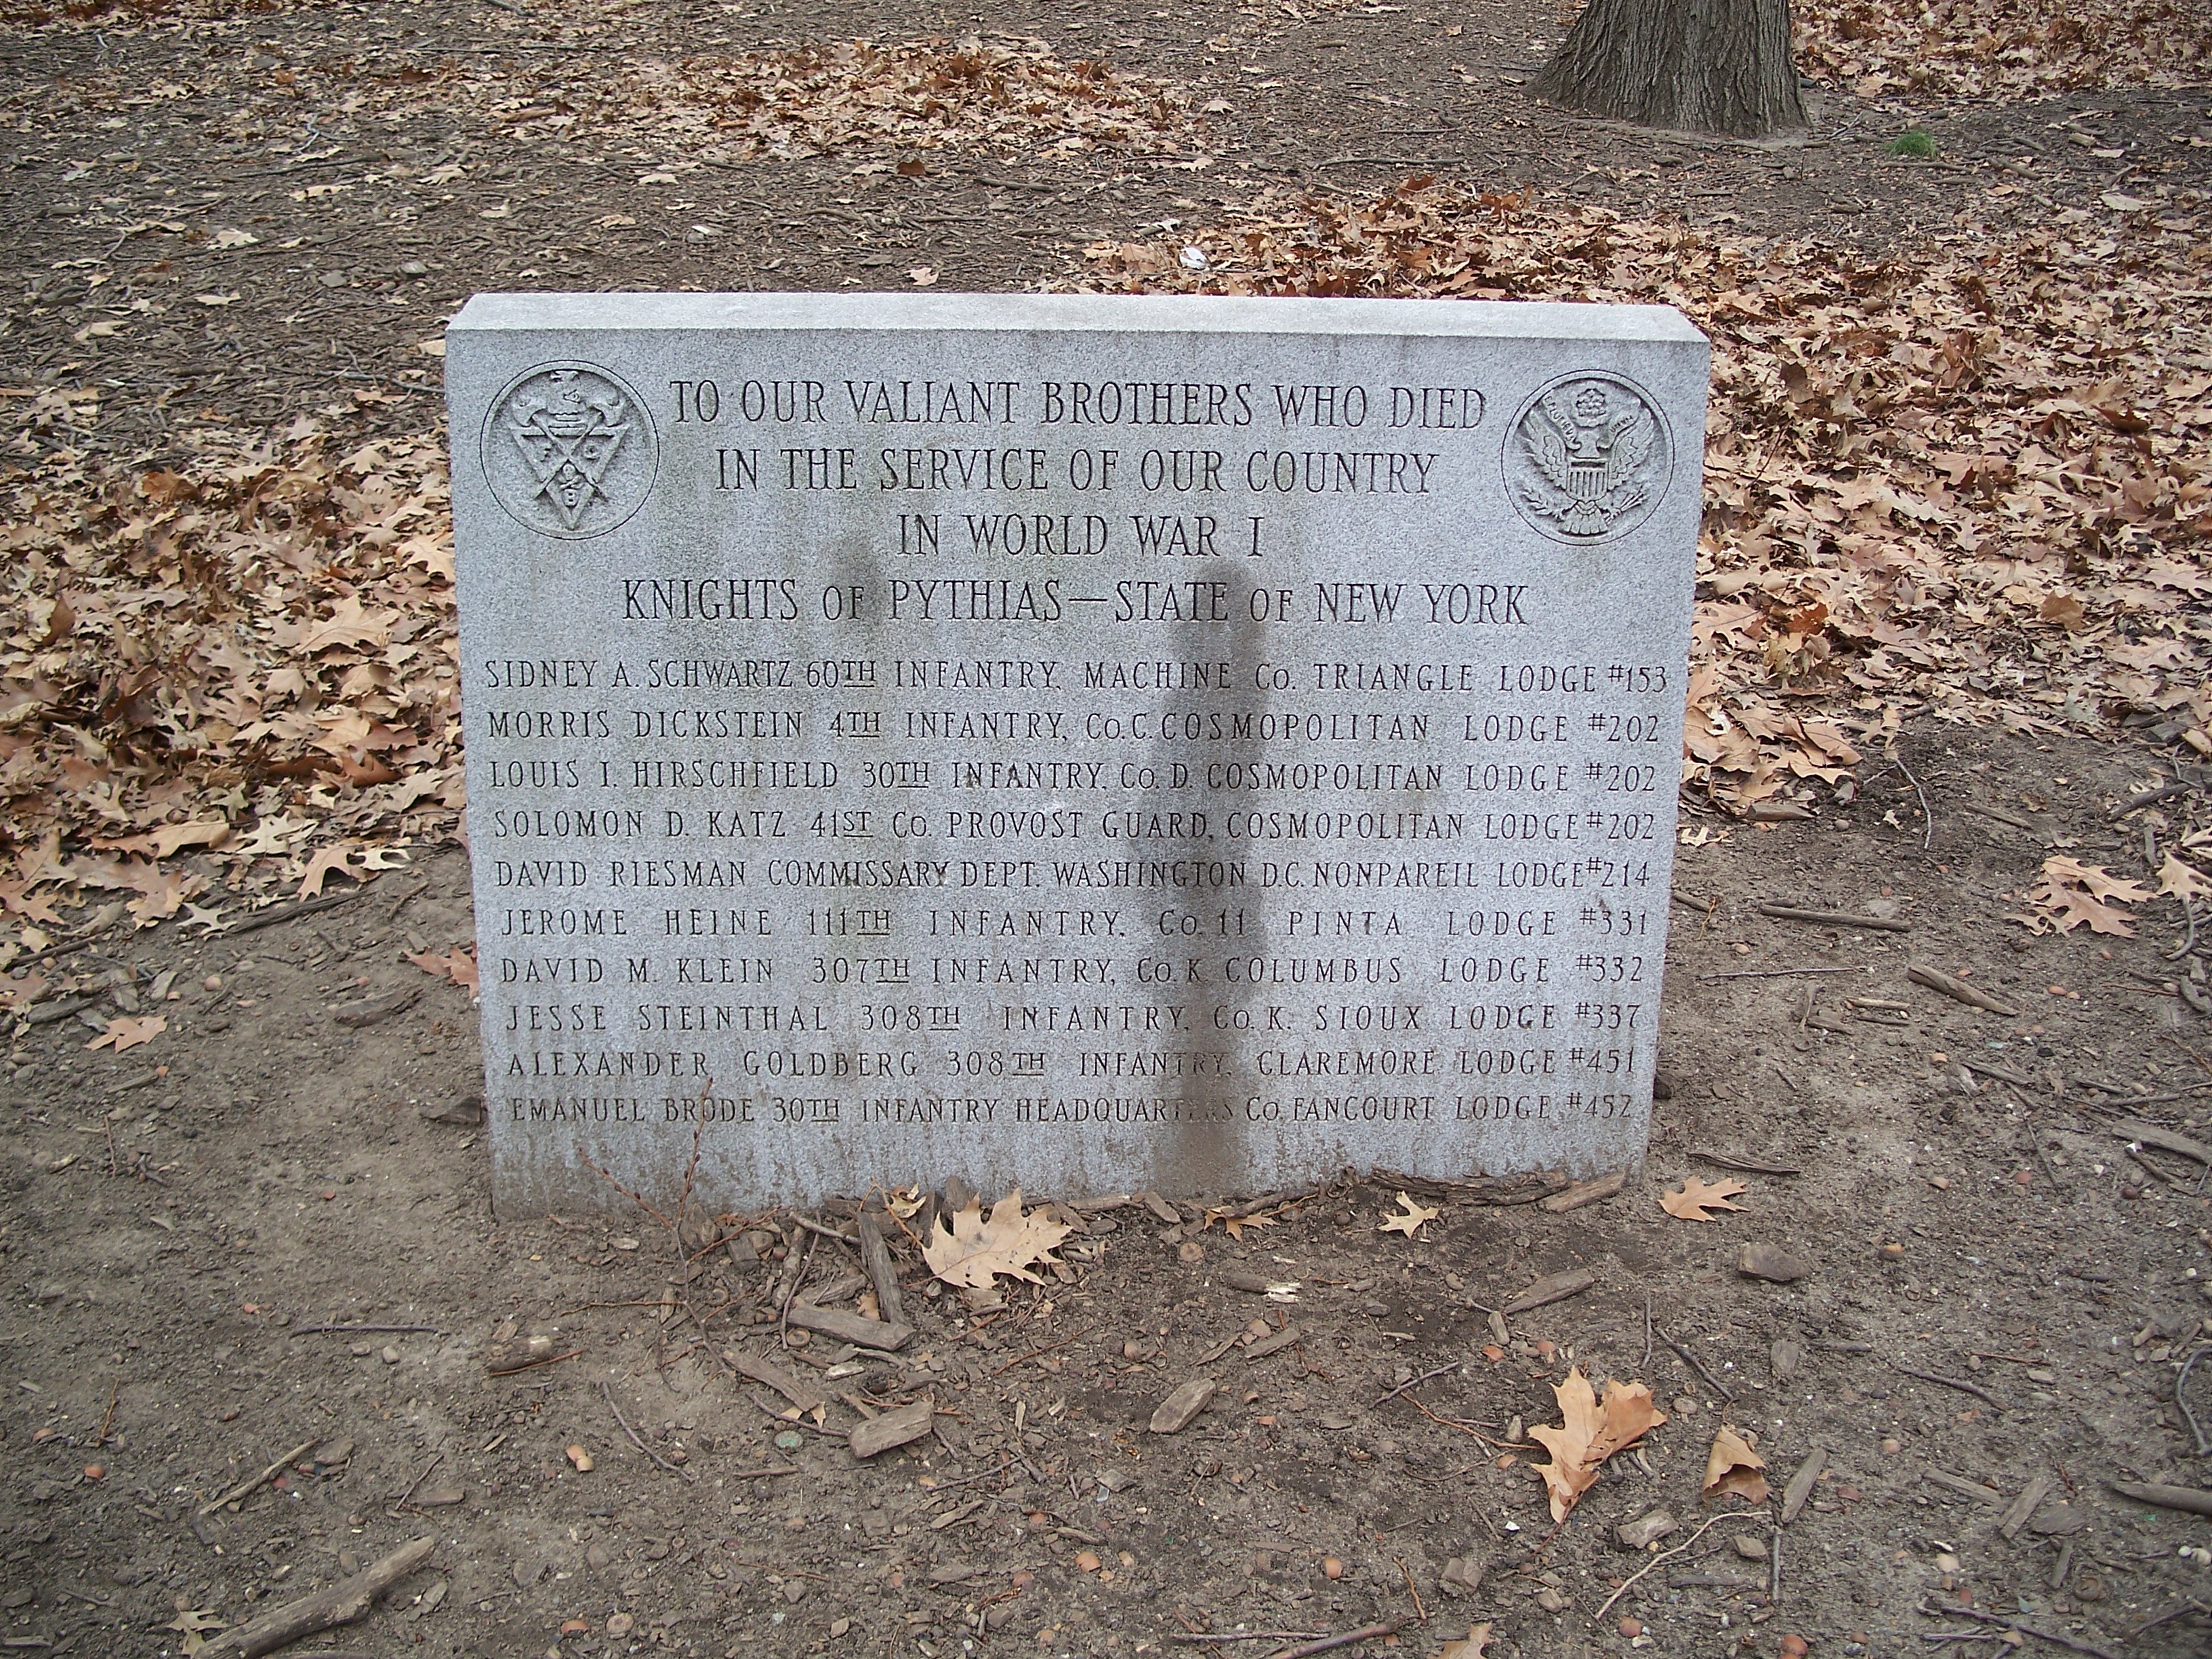 TO OUR VALIANT BROTHERS WHO DIED
IN THE SERVICE OF OUR COUNTRY
IN WORLD WAR I
KNIGHTS OF PYTHIAS—STATE OF NEW YORK
SIDNEY A. SCHWARTZ 60TH INFANTRY, MACHINE Co. TRIANGLE LODGE #153
MORRIS DICKSTEIN 4TH INFANTRY, Co. C. COSMOPOLITAN LODGE #202
LOUIS I. HIRSCHFIELD 30TH INFANTRY, Co. D. COSMOPOLITAN LODGE #202
SOLOMON D. KATZ 41ST Co. PROVOST GUARD, COSMOPOLITAN LODGE #202
DAVID RIESMAN COMMISSARY DEPT. WASHINGTON D.C. NONPAREIL LODGE #214
JEROME HEINE 111TH INFANTRY, Co. 11 PINTA LODGE #331
DAVID M. KLEIN 307TH INFANTRY, Co. K COLUMBUS LODGE #332
JESSE STEINTHAL 308TH INFANTRY, Co. K. SIOUX LODGE #337
ALEXANDER GOLDBERG 308TH INFANTRY, CLAREMORE LODGE #451
EMANUEL BRODE 30TH INFANTRY HEADQUARTERS Co. FANCOURT LODGE #452